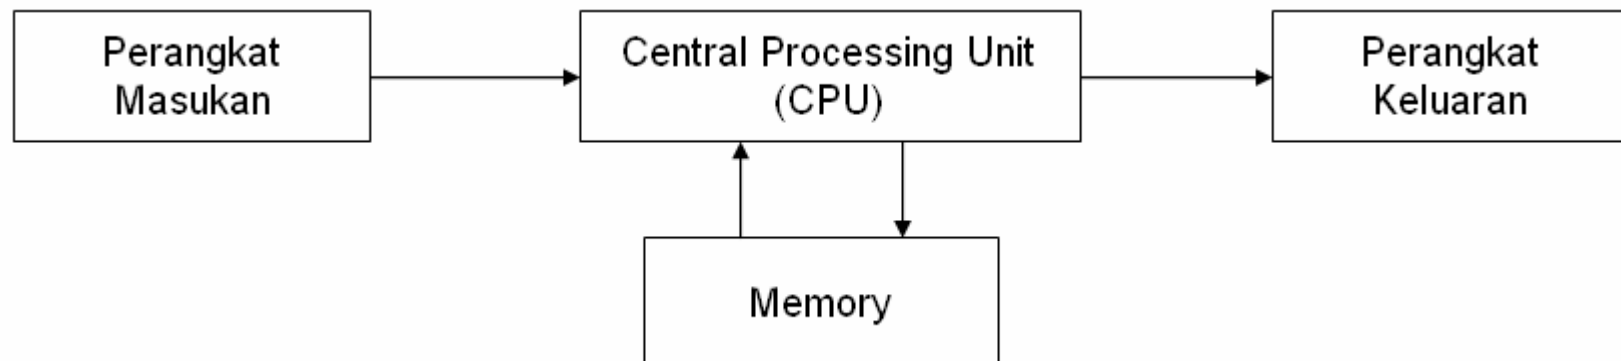 Perangkat
Masukan
Central Processing Unit
(CPU)
Perangkat
Keluaran
Memory